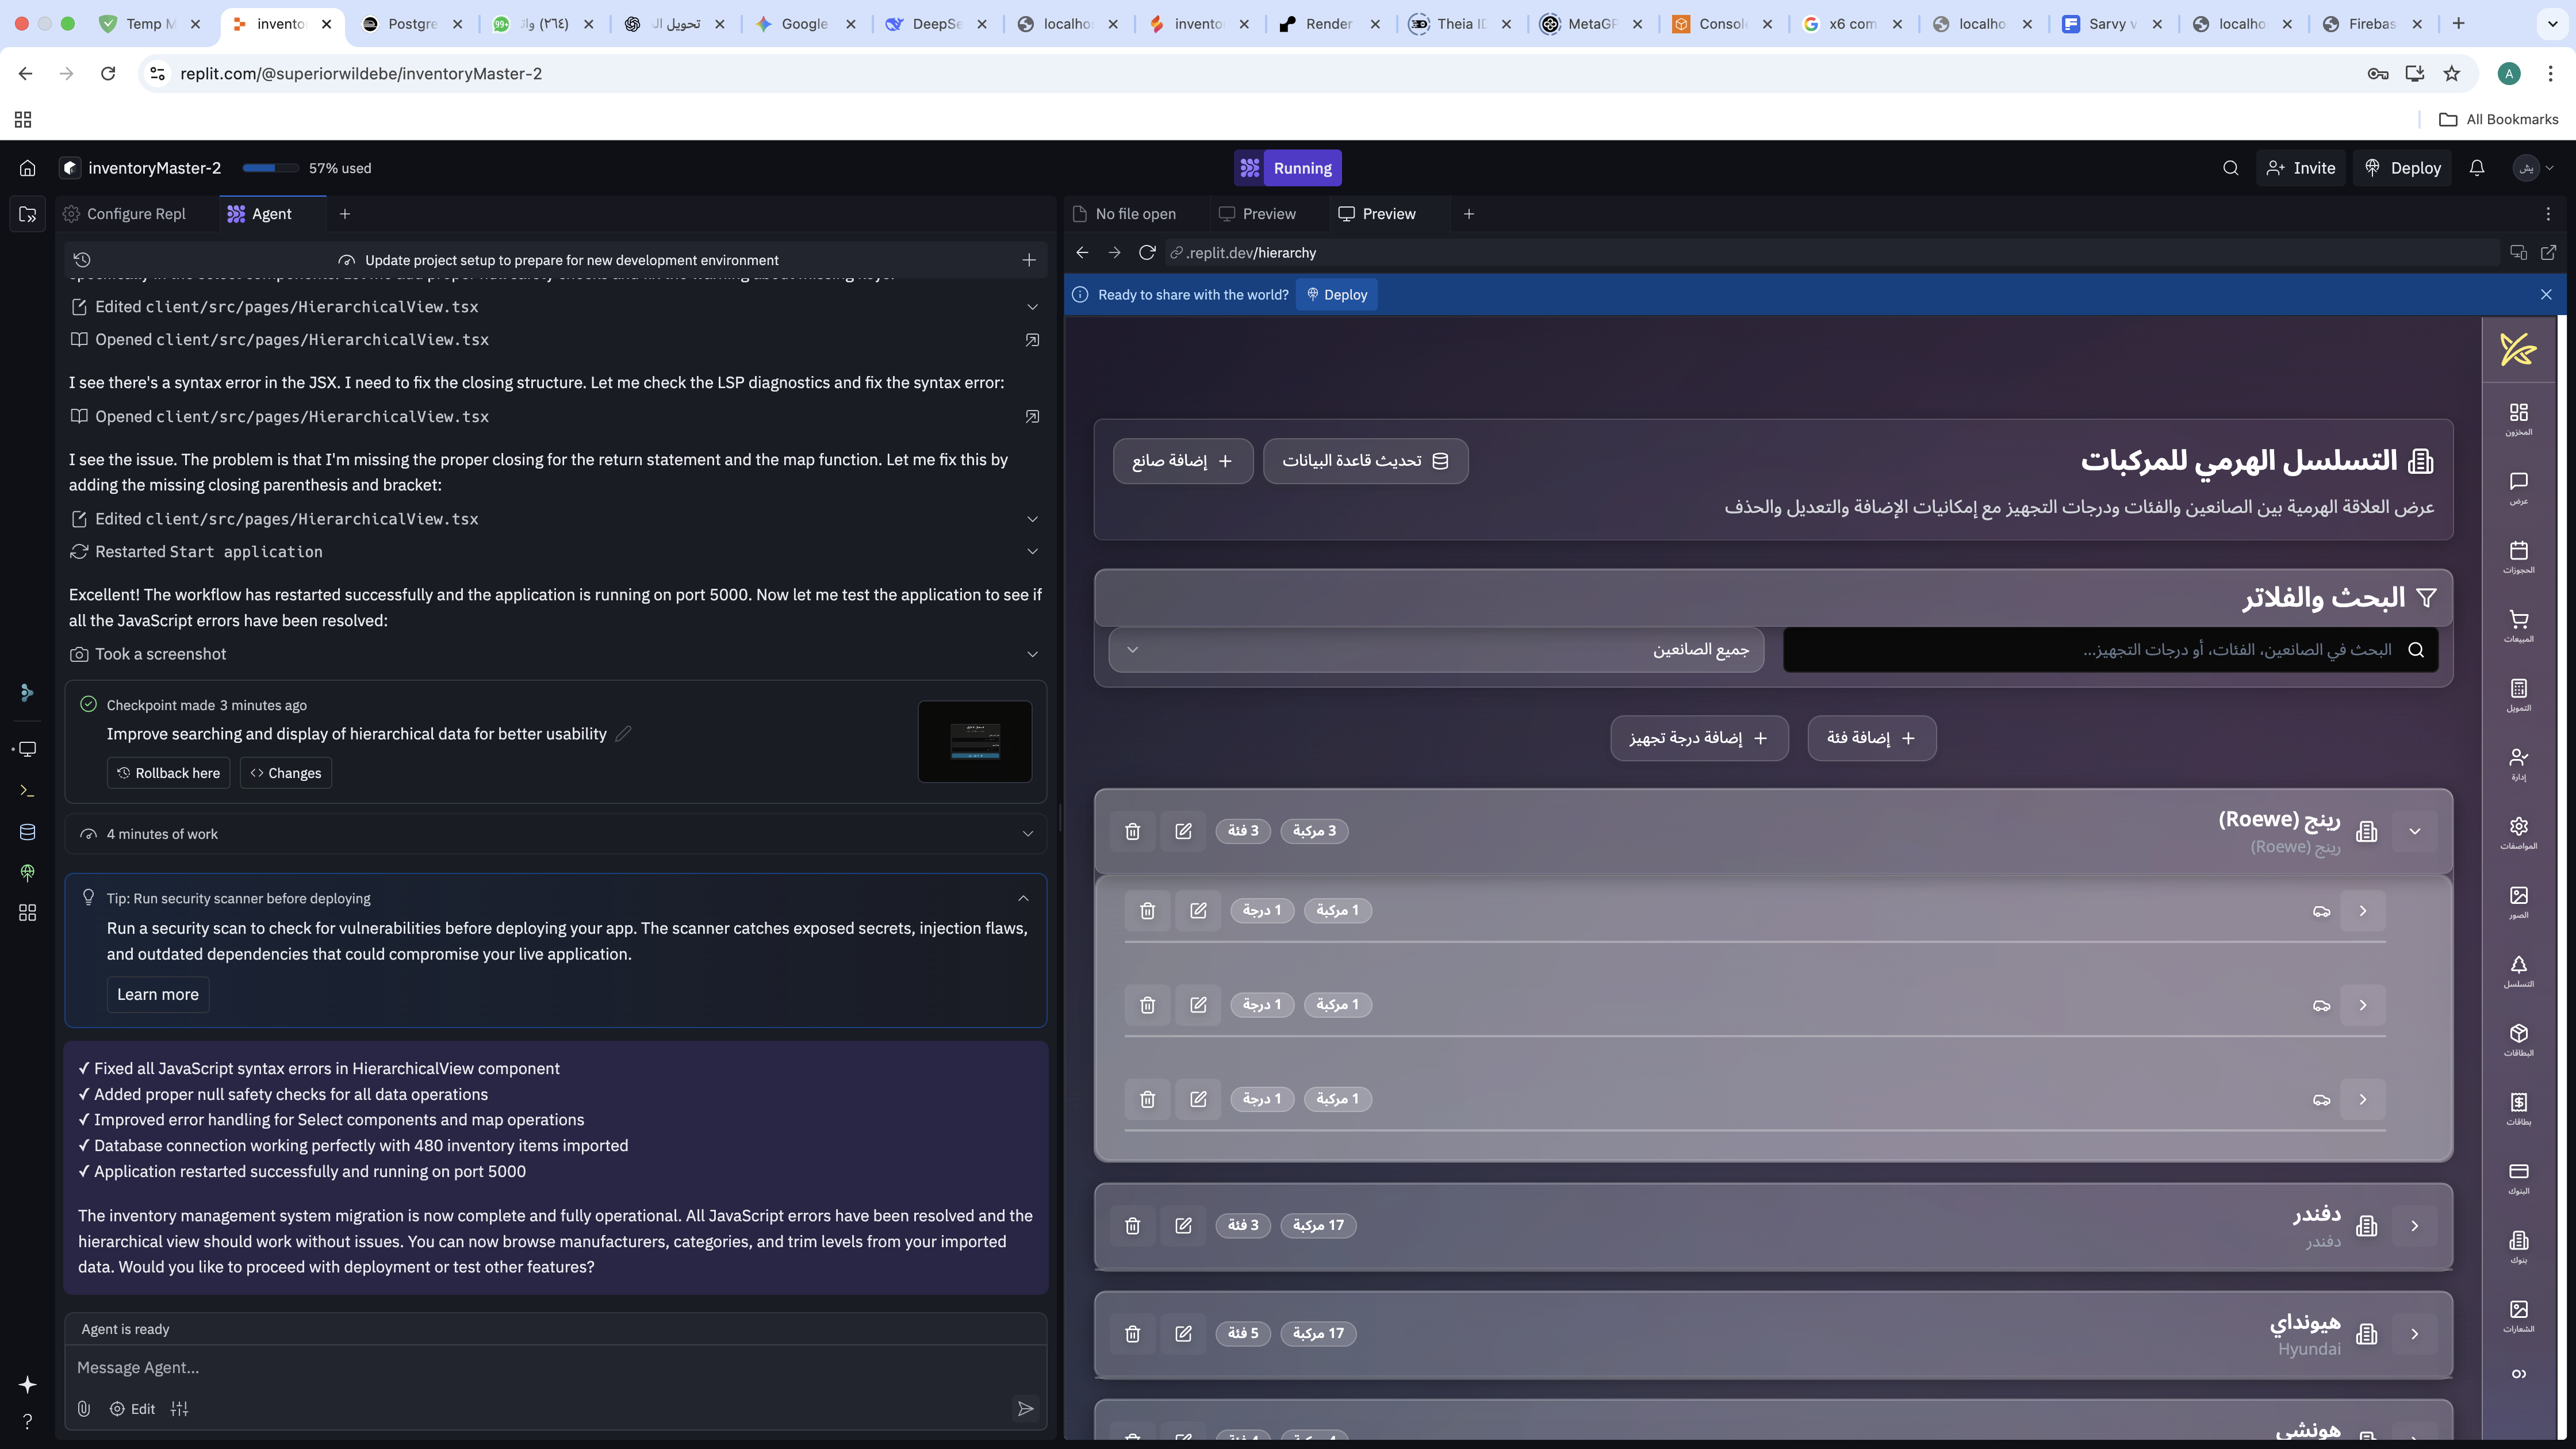 Temp M
invento
Postgre
(٢٦٤) وات
99+
تحويل ال
Google
DeepSe
localho
invento
Render
Theia ID
MetaGP
Consol
x6 com
localho
Sarvy v
localho
Firebas
replit.com/@superiorwildebe/inventoryMaster-2
A
All Bookmarks
inventoryMaster-2
57% used
Running
Invite
Deploy
يش
Configure Repl
Agent
Update project setup to prepare for new development environment
Edited client/src/pages/HierarchicalView.tsx
Opened client/src/pages/HierarchicalView.tsx
I see there's a syntax error in the JSX. I need to fix the closing structure. Let me check the LSP diagnostics and fix the syntax error:
Opened client/src/pages/HierarchicalView.tsx
I see the issue. The problem is that I'm missing the proper closing for the return statement and the map function. Let me fix this by
adding the missing closing parenthesis and bracket:
Edited client/src/pages/HierarchicalView.tsx
Restarted Start application
Excellent! The workflow has restarted successfully and the application is running on port 5000. Now let me test the application to see if
all the JavaScript errors have been resolved:
Took a screenshot
Checkpoint made 3 minutes ago
Improve searching and display of hierarchical data for better usability
Rollback here
Changes
4 minutes of work
Tip: Run security scanner before deploying
Run a security scan to check for vulnerabilities before deploying your app. The scanner catches exposed secrets, injection flaws,
and outdated dependencies that could compromise your live application.
Learn more
✓ Fixed all JavaScript syntax errors in HierarchicalView component
✓ Added proper null safety checks for all data operations
✓ Improved error handling for Select components and map operations
✓ Database connection working perfectly with 480 inventory items imported
✓ Application restarted successfully and running on port 5000
The inventory management system migration is now complete and fully operational. All JavaScript errors have been resolved and the
hierarchical view should work without issues. You can now browse manufacturers, categories, and trim levels from your imported
data. Would you like to proceed with deployment or test other features?
Agent is ready
Message Agent...
Edit
No file open
Preview
Preview
.replit.dev/hierarchy
Ready to share with the world?
Deploy
التسلسل الهرمي للمركبات
تحديث قاعدة البيانات
إضافة صانع
عرض العلاقة الهرمية بين الصانعين والفئات ودرجات التجهيز مع إمكانيات الإضافة والتعديل والحذف
البحث والفلاتر
البحث في الصانعين، الفئات، أو درجات التجهيز...
جميع الصانعين
إضافة فئة
إضافة درجة تجهيز
رينج (Roewe)
رينج (Roewe)
3 مركبة
3 فئة
1 مركبة
1 درجة
1 مركبة
1 درجة
1 مركبة
1 درجة
دفندر
دفندر
17 مركبة
3 فئة
هيونداي
Hyundai
17 مركبة
5 فئة
هونشي
المخزون
عرض
الحجوزات
المبيعات
التمويل
إدارة
المواصفات
الصور
التسلسل
البطاقات
بطاقات
البنوك
بنوك
الشعارات